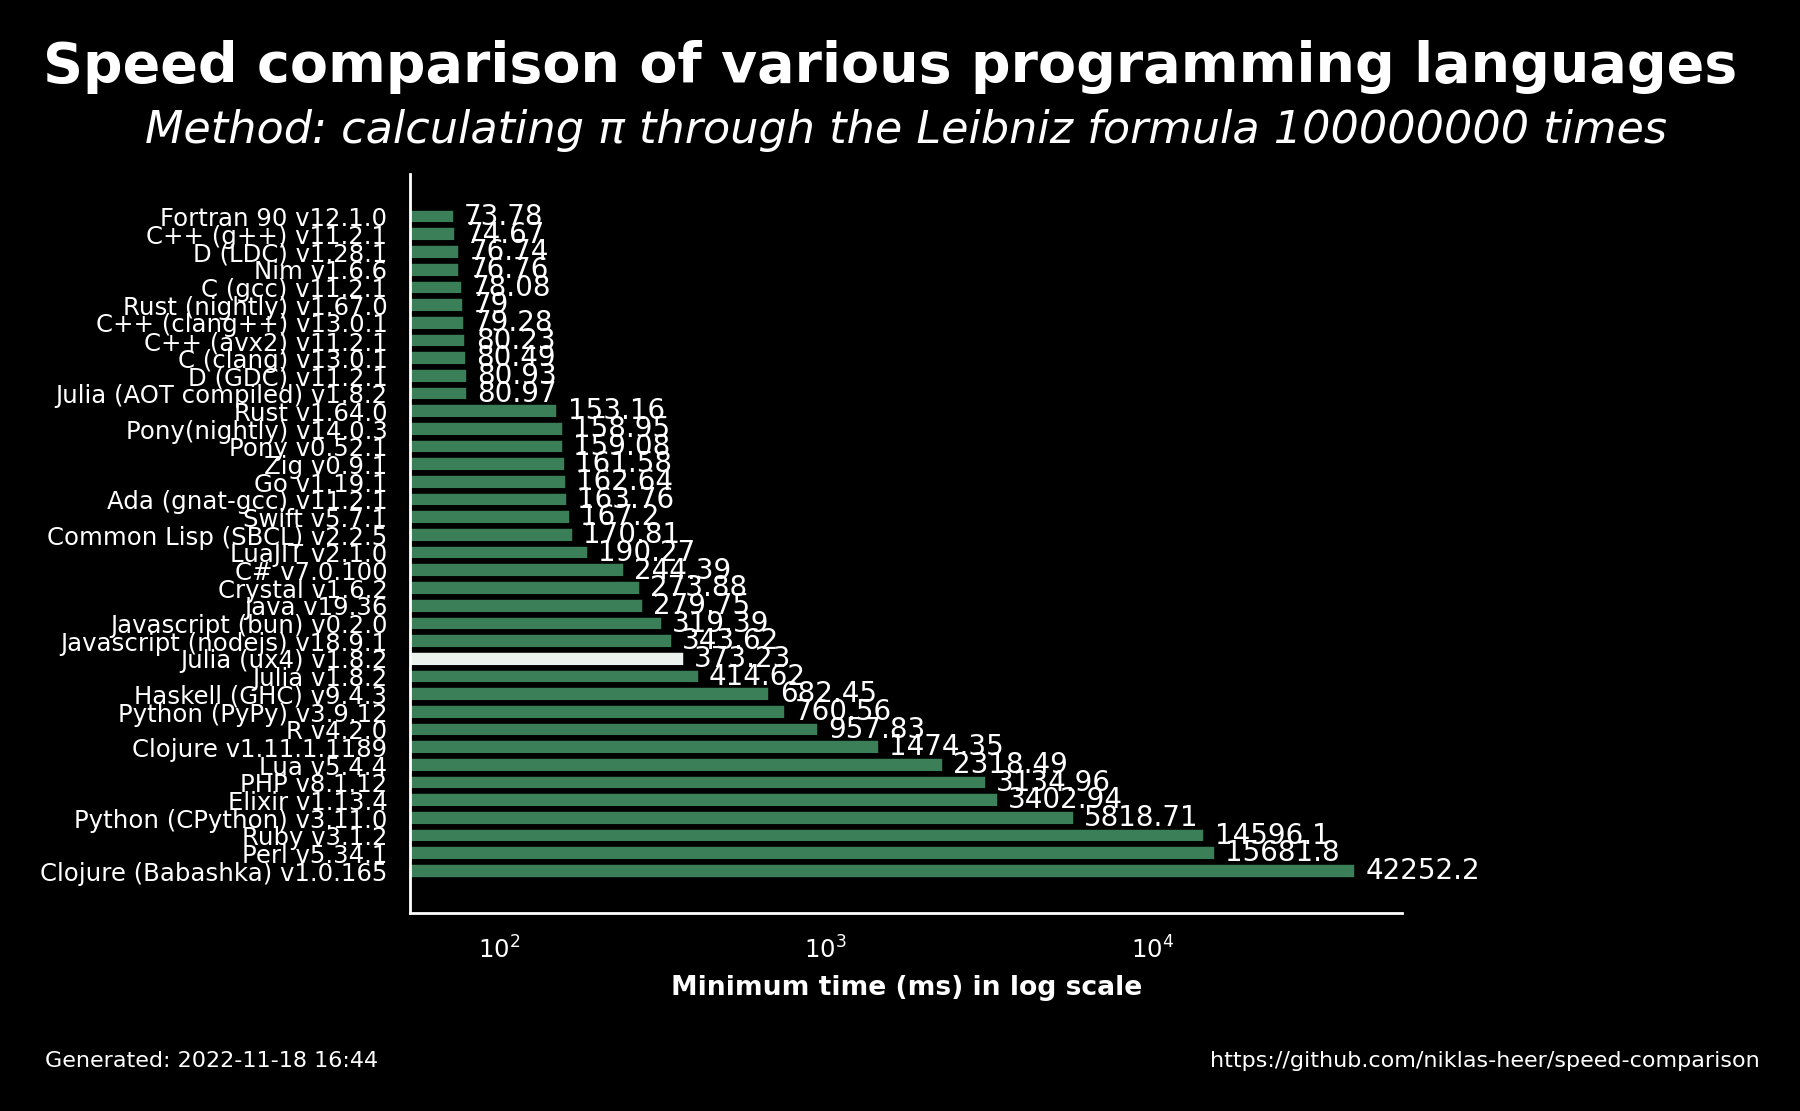 Speed comparison of various programming languages
Method: calculating π through the Leibniz formula 100000000 times
Fortran 90 v12.1.0 73.78
C++ (g++) v11.2.1 74.67
D (LDC) v1.28.1 76.74
Nim v1.6.6 76.76
C (gcc) v11.2.1 78.08
Rust (nightly) v1.67.0 79
C++ (clang++) v13.0.1 79.28
C++ (avx2) v11.2.1 80.23
C (clang) v13.0.1 80.49
D (GDC) v11.2.1 80.93
Julia (AOT compiled) v1.8.2 80.97
Rust v1.64.0 153.16
Pony(nightly) v14.0.3 158.95
Pony v0.52.1 159.08
Zig v0.9.1 161.58
Go v1.19.1 162.64
Ada (gnat-gcc) v11.2.1 163.76
Swift v5.7.1 167.2
Common Lisp (SBCL) v2.2.5 170.81
LuaJIT v2.1.0 190.27
C# v7.0.100 244.39
Crystal v1.6.2 273.88
Java v19.36 279.75
Javascript (bun) v0.2.0 319.39
Javascript (nodejs) v18.9.1 343.62
Julia (ux4) v1.8.2 373.23
Julia v1.8.2 414.62
Haskell (GHC) v9.4.3 682.45
Python (PyPy) v3.9.12 760.56
R v4.2.0 957.83
Clojure v1.11.1.1189 1474.35
Lua v5.4.4 2318.49
PHP v8.1.12 3134.96
Elixir v1.13.4 3402.94
Python (CPython) v3.11.0 5818.71
Ruby v3.1.2 14596.1
Perl v5.34.1 15681.8
Clojure (Babashka) v1.0.165 42252.2
10² 10³ 10⁴
Minimum time (ms) in log scale
Generated: 2022-11-18 16:44 https://github.com/niklas-heer/speed-comparison